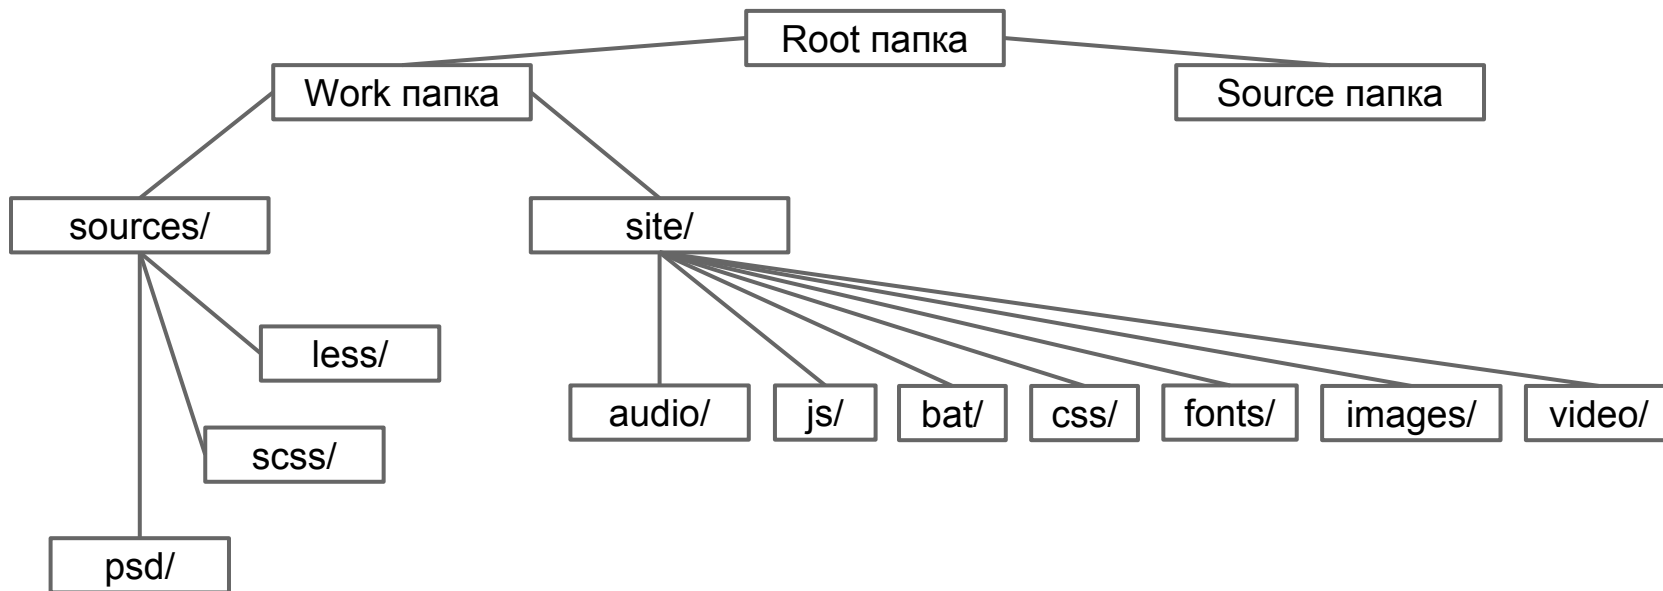 Root папка
Work папка
Source папка
sources/
site/
less/
audio/
js/
bat/
css/
fonts/
images/
video/
scss/
psd/